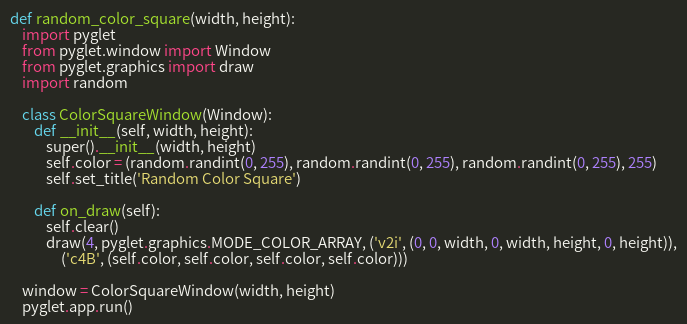 def random_color_square(width, height):
    import pyglet
    from pyglet.window import Window
    from pyglet.graphics import draw
    import random

    class ColorSquareWindow(Window):
        def __init__(self, width, height):
            super().__init__(width, height)
            self.color = (random.randint(0, 255), random.randint(0, 255), random.randint(0, 255), 255)
            self.set_title('Random Color Square')

        def on_draw(self):
            self.clear()
            draw(4, pyglet.graphics.MODE_COLOR_ARRAY, ('v2i', (0, 0, width, 0, width, height, 0, height)),
                ('c4B', (self.color, self.color, self.color, self.color)))

    window = ColorSquareWindow(width, height)
    pyglet.app.run()